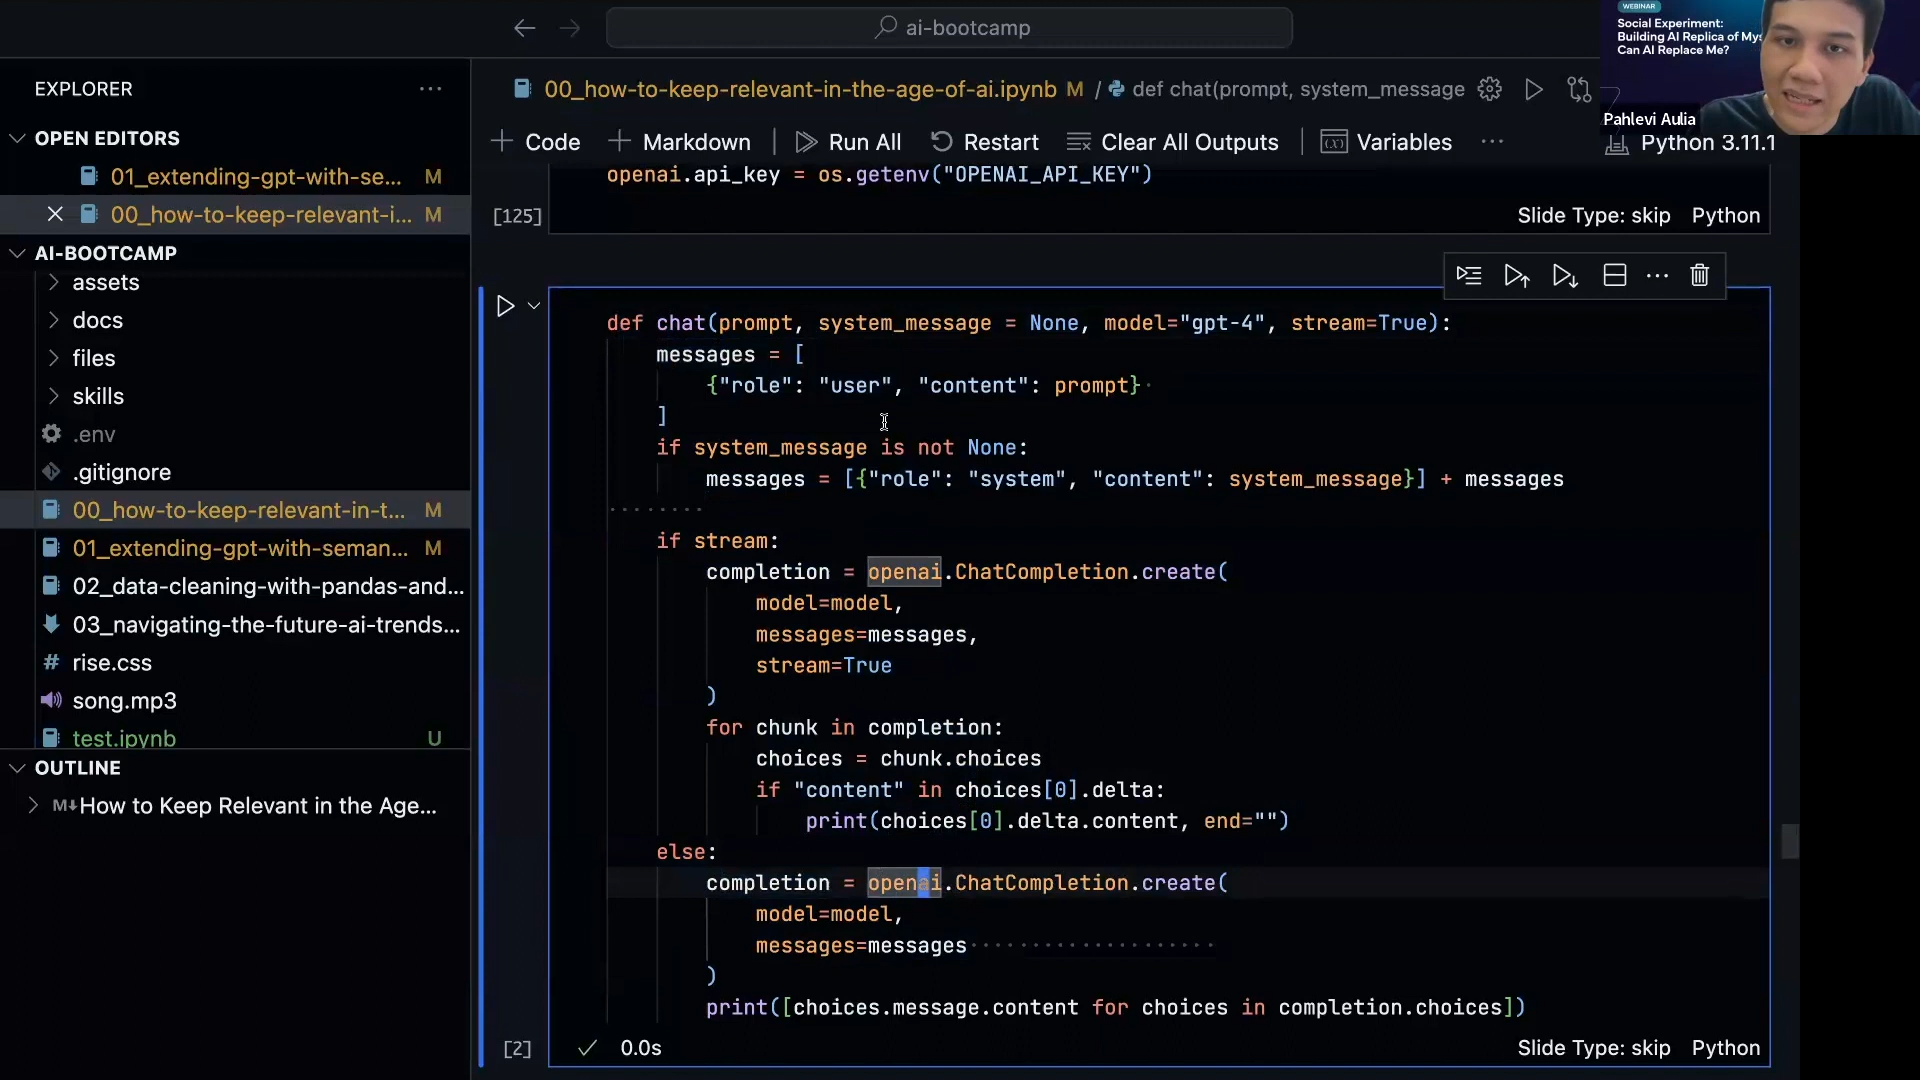 ai-bootcamp
WEBINAR
Social Experiment:
Building AI Replica of Mys
Can AI Replace Me?
Pahlevi Aulia
EXPLORER
OPEN EDITORS
01_extending-gpt-with-se... M
00_how-to-keep-relevant-i... M
AI-BOOTCAMP
assets
docs
files
skills
.env
.gitignore
00_how-to-keep-relevant-in-t... M
01_extending-gpt-with-seman... M
02_data-cleaning-with-pandas-and...
03_navigating-the-future-ai-trends...
rise.css
song.mp3
test.ipynb U
OUTLINE
How to Keep Relevant in the Age...
00_how-to-keep-relevant-in-the-age-of-ai.ipynb M / def chat(prompt, system_message
+ Code + Markdown Run All Restart Clear All Outputs Variables ... Python 3.11.1
openai.api_key = os.getenv("OPENAI_API_KEY")
[125] Slide Type: skip Python
def chat(prompt, system_message = None, model="gpt-4", stream=True):
messages = [
{"role": "user", "content": prompt}
]
if system_message is not None:
messages = [{"role": "system", "content": system_message}] + messages
if stream:
completion = openai.ChatCompletion.create(
model=model,
messages=messages,
stream=True
)
for chunk in completion:
choices = chunk.choices
if "content" in choices[0].delta:
print(choices[0].delta.content, end="")
else:
completion = openai.ChatCompletion.create(
model=model,
messages=messages
)
print([choices.message.content for choices in completion.choices])
[2] 0.0s Slide Type: skip Python